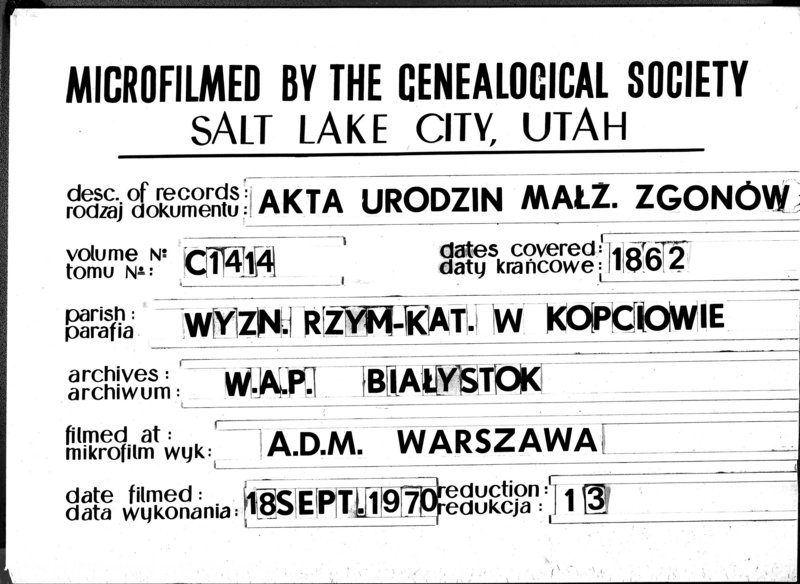 MICROFILMED BY THE GENEALOGICAL SOCIETY
SALT LAKE CITY, UTAH
desc. of records: AKTA URODZIN MAŁŻ. ZGONÓW
rodzaj dokumentu:
volume №: C1414 dates covered: 1862
tomu №: daty krańcowe:
parish: WYZN. RZYM-KAT. W KOPCIOWIE
parafia
archives: W.A.P. BIAŁYSTOK
archiwum:
filmed at: A.D.M. WARSZAWA
mikrofilm wyk:
date filmed: 18SEPT.1970 reduction: 13
data wykonania: redukcja: